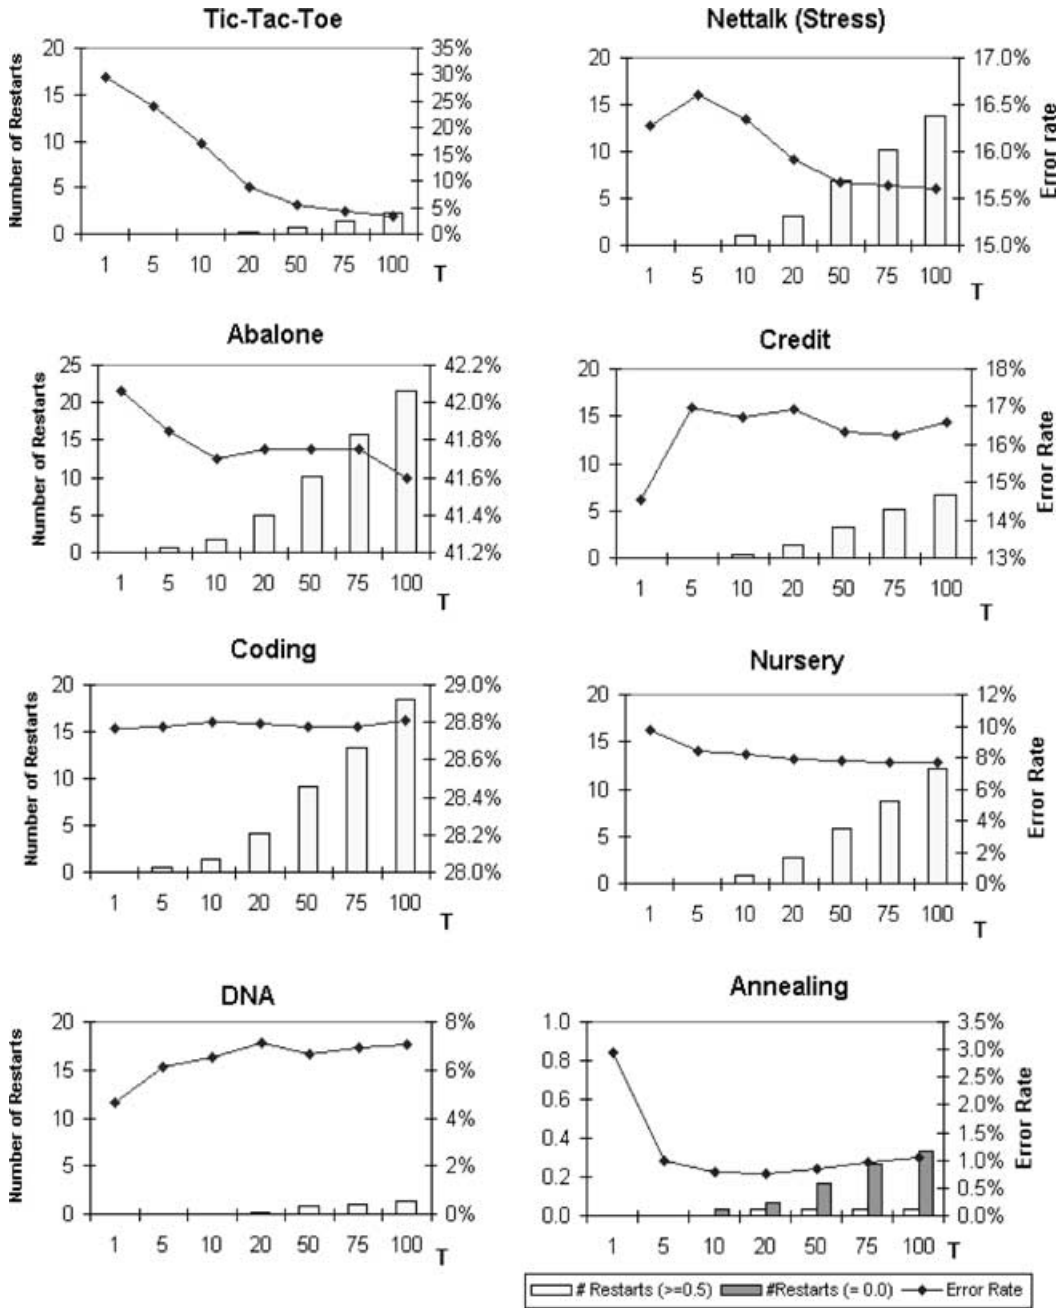 Tic-Tac-Toe
Number of Restarts
20
15
10
5
0
35%
30%
25%
20%
15%
10%
5%
0%
1 5 10 20 50 75 100
T
Nettalk (Stress)
20
15
10
5
0
17.0%
16.5%
16.0%
15.5%
15.0%
Error rate
1 5 10 20 50 75 100
T
Abalone
Number of Restarts
25
20
15
10
5
0
42.2%
42.0%
41.8%
41.6%
41.4%
41.2%
1 5 10 20 50 75 100
T
Credit
20
15
10
5
0
18%
17%
16%
15%
14%
13%
Error Rate
1 5 10 20 50 75 100
T
Coding
Number of Restarts
20
15
10
5
0
29.0%
28.8%
28.6%
28.4%
28.2%
28.0%
1 5 10 20 50 75 100
T
Nursery
20
15
10
5
0
12%
10%
8%
6%
4%
2%
0%
Error Rate
1 5 10 20 50 75 100
T
DNA
Number of Restarts
20
15
10
5
0
8%
6%
4%
2%
0%
1 5 10 20 50 75 100
T
Annealing
1.0
0.8
0.6
0.4
0.2
0.0
3.5%
3.0%
2.5%
2.0%
1.5%
1.0%
0.5%
0.0%
Error Rate
1 5 10 20 50 75 100
T
# Restarts (>=0.5) #Restarts (= 0.0) Error Rate